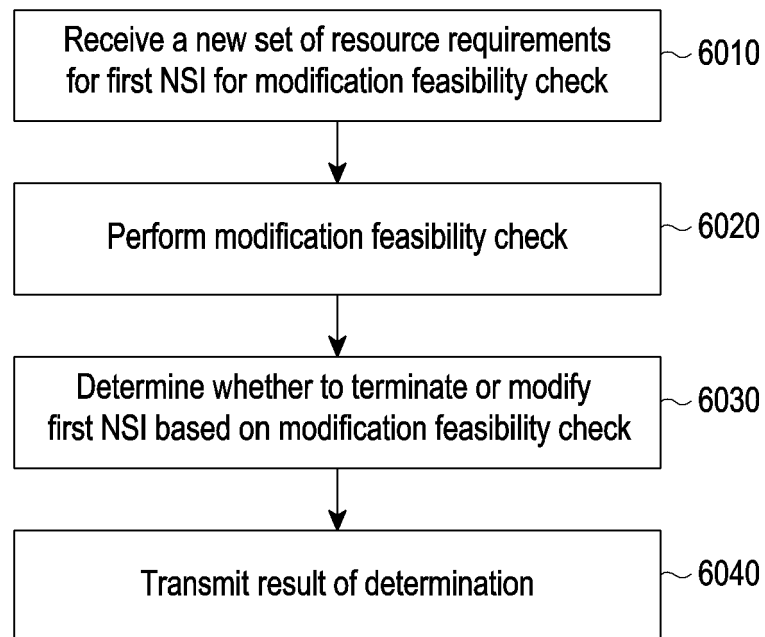 Receive a new set of resource requirements
for first NSI for modification feasibility check
6010
Perform modification feasibility check
6020
Determine whether to terminate or modify
first NSI based on modification feasibility check
6030
Transmit result of determination
6040